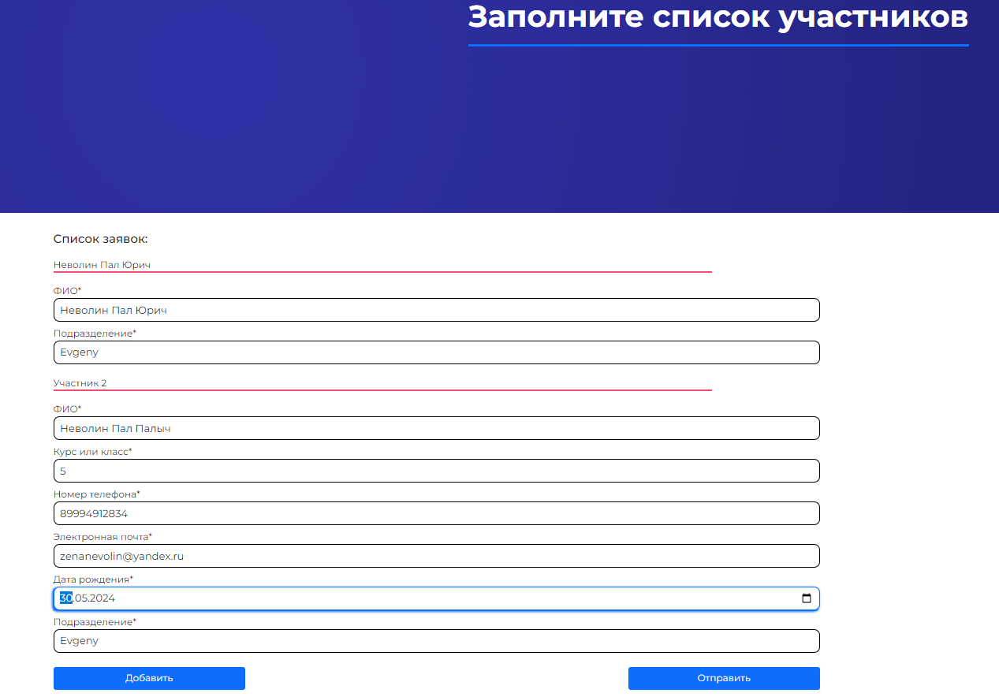 Заполните список участников
Список заявок:
Неволин Пал Юрич
ФИО*
Неволин Пал Юрич
Подразделение*
Evgeny
Участник 2
ФИО*
Неволин Пал Палыч
Курс или класс*
5
Номер телефона*
89994912834
Электронная почта*
zenanevolin@yandex.ru
Дата рождения*
30.05.2024
Подразделение*
Evgeny
Добавить Отправить